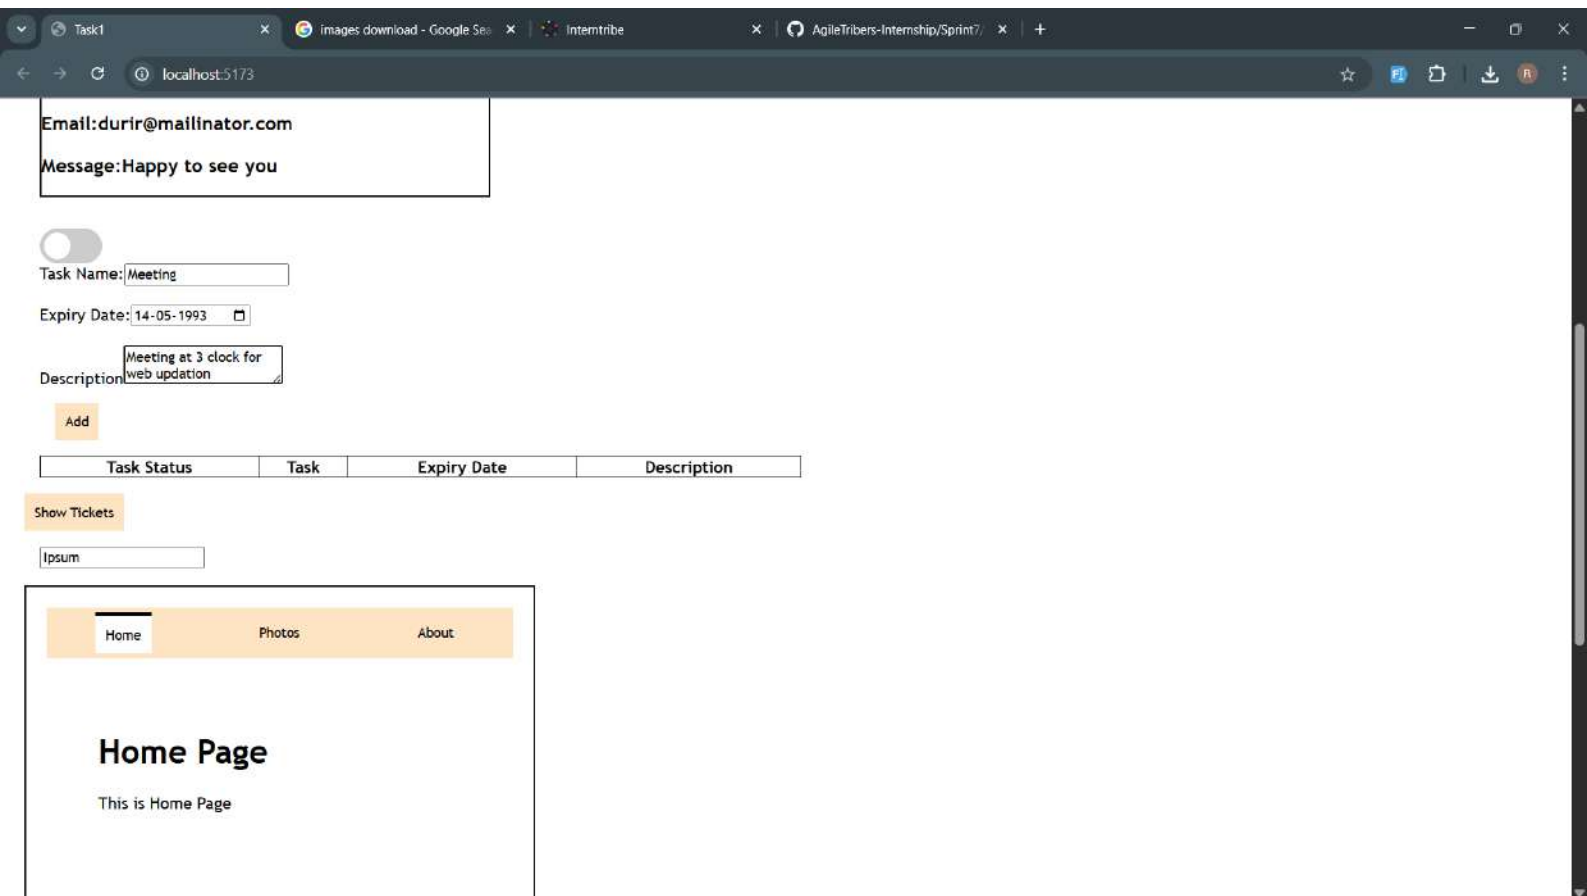 Task1
images download - Google Sea
Interntribe
AgileTribers-Internship/Sprint7/
localhost:5173
FI
R
Email:durir@mailinator.com
Message:Happy to see you
Task Name: Meeting
Expiry Date: 14-05-1993
Meeting at 3 clock for
Description web updation
Add
Task Status Task Expiry Date Description
Show Tickets
Ipsum
Home Photos About
Home Page
This is Home Page